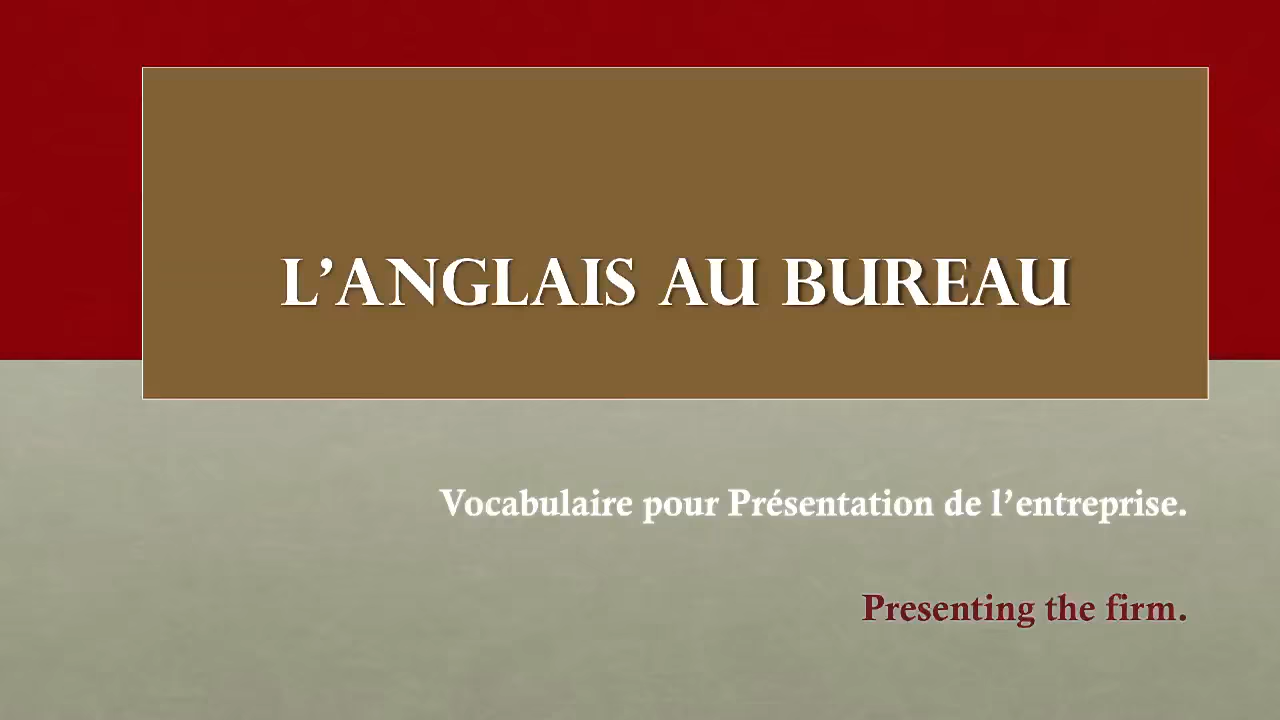 L'ANGLAIS AU BUREAU
Vocabulaire pour Présentation de l'entreprise.
Presenting the firm.